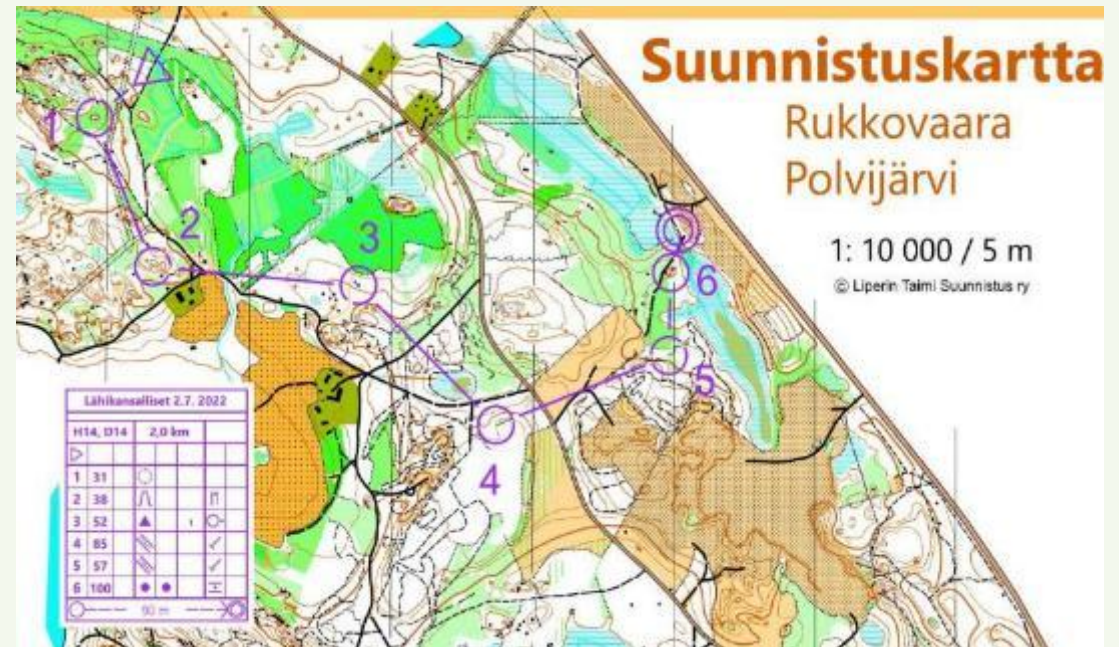 Suunnistuskartta
Rukkovaara
Polvijärvi
1: 10 000 / 5 m
© Liperin Taimi Suunnistus ry
1
2
3
4
5
6
Lähikansalliset 2.7. 2022
H14, D14 2,0 km
1 31
2 38
3 52
4 85
5 57
6 100
90 m